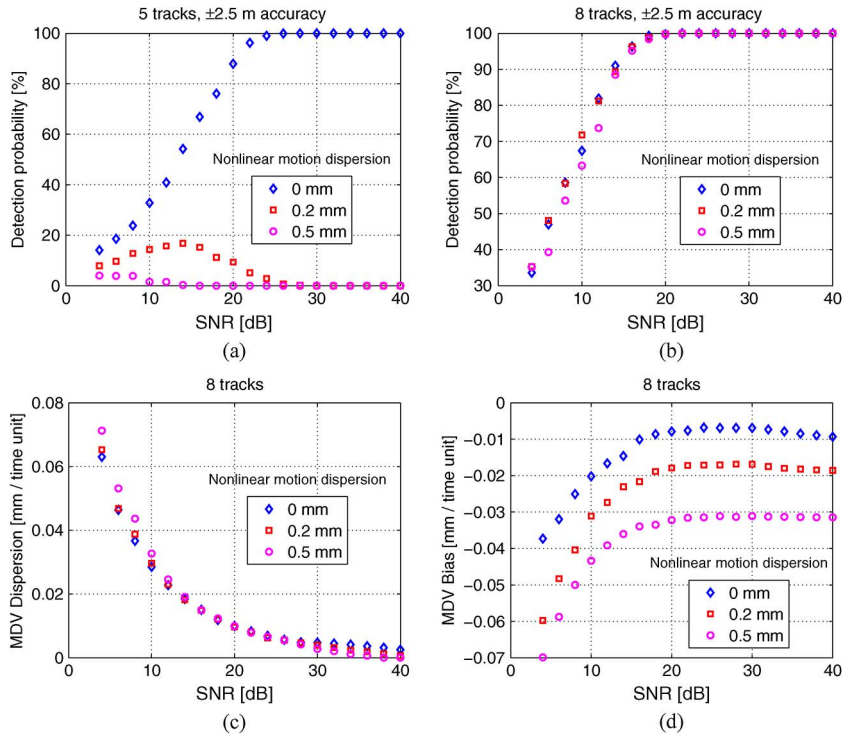 5 tracks, ±2.5 m accuracy
Detection probability [%]
100
80
60
40
20
0
Nonlinear motion dispersion
0 mm
0.2 mm
0.5 mm
0 10 20 30 40
SNR [dB]
(a)
8 tracks, ±2.5 m accuracy
Detection probability [%]
100
90
80
70
60
50
40
30
Nonlinear motion dispersion
0 mm
0.2 mm
0.5 mm
0 10 20 30 40
SNR [dB]
(b)
8 tracks
MDV Dispersion [mm / time unit]
0.08
0.06
0.04
0.02
0
Nonlinear motion dispersion
0 mm
0.2 mm
0.5 mm
0 10 20 30 40
SNR [dB]
(c)
8 tracks
MDV Bias [mm / time unit]
0
−0.01
−0.02
−0.03
−0.04
−0.05
−0.06
−0.07
Nonlinear motion dispersion
0 mm
0.2 mm
0.5 mm
0 10 20 30 40
SNR [dB]
(d)